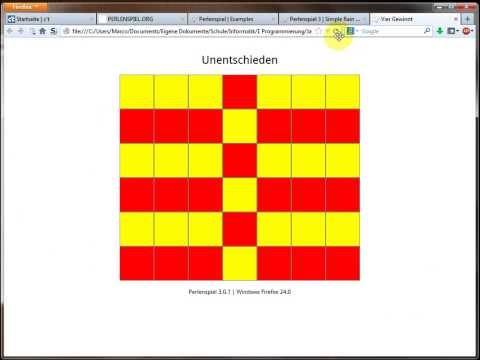 Firefox
Startseite | c't
PERLENSPIEL.ORG
Perlenspiel | Examples
Perlenspiel 3 | Simple Rain ...
Vier Gewinnt
file:///C:/Users/Marco/Documents/Eigene Dokumente/Schule/Informatik/I Programmierung/
Google
Unentschieden
Perlenspiel 3.0.1 | Windows Firefox 24.0